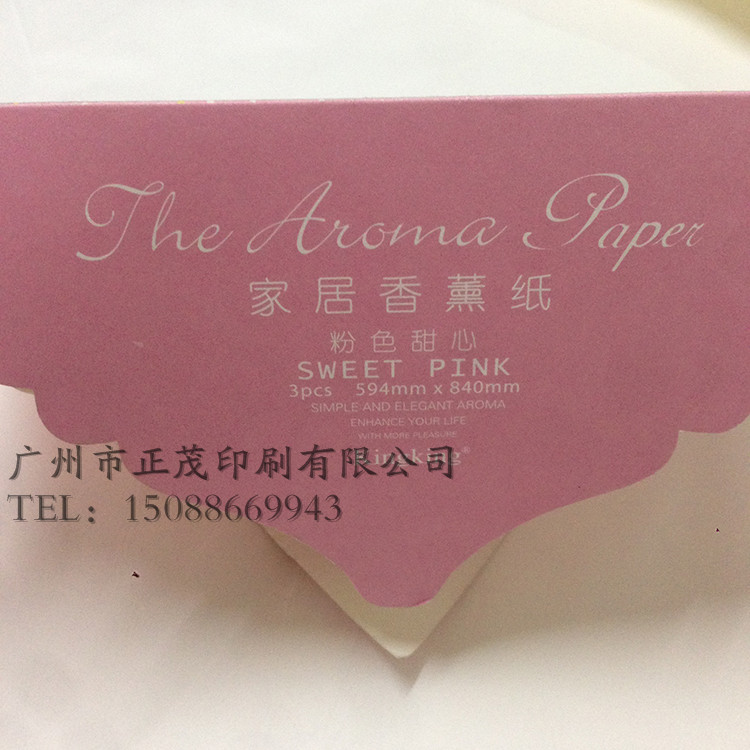 The Aroma Paper
家居香薰纸
粉色甜心
SWEET PINK
3pcs 594mm x 840mm
SIMPLE AND ELEGANT AROMA
ENHANCE YOUR LIFE
WITH MORE PLEASURE
广州市正茂印刷有限公司
TEL：15088669943